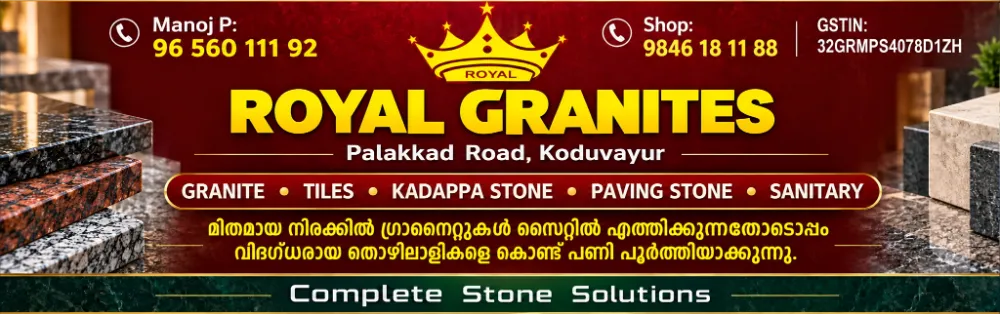 Manoj P:
96 560 111 92
Shop:
9846 18 11 88
GSTIN:
32GRMPS4078D1ZH
ROYAL
ROYAL GRANITES
Palakkad Road, Koduvayur
GRANITE • TILES • KADAPPA STONE • PAVING STONE • SANITARY
മിതമായ നിരക്കിൽ ഗ്രാനൈറ്റുകൾ സൈറ്റിൽ എത്തിക്കുന്നതോടൊപ്പം
വിദഗ്ധരായ തൊഴിലാളികളെ കൊണ്ട് പണി പൂർത്തിയാക്കുന്നു.
Complete Stone Solutions